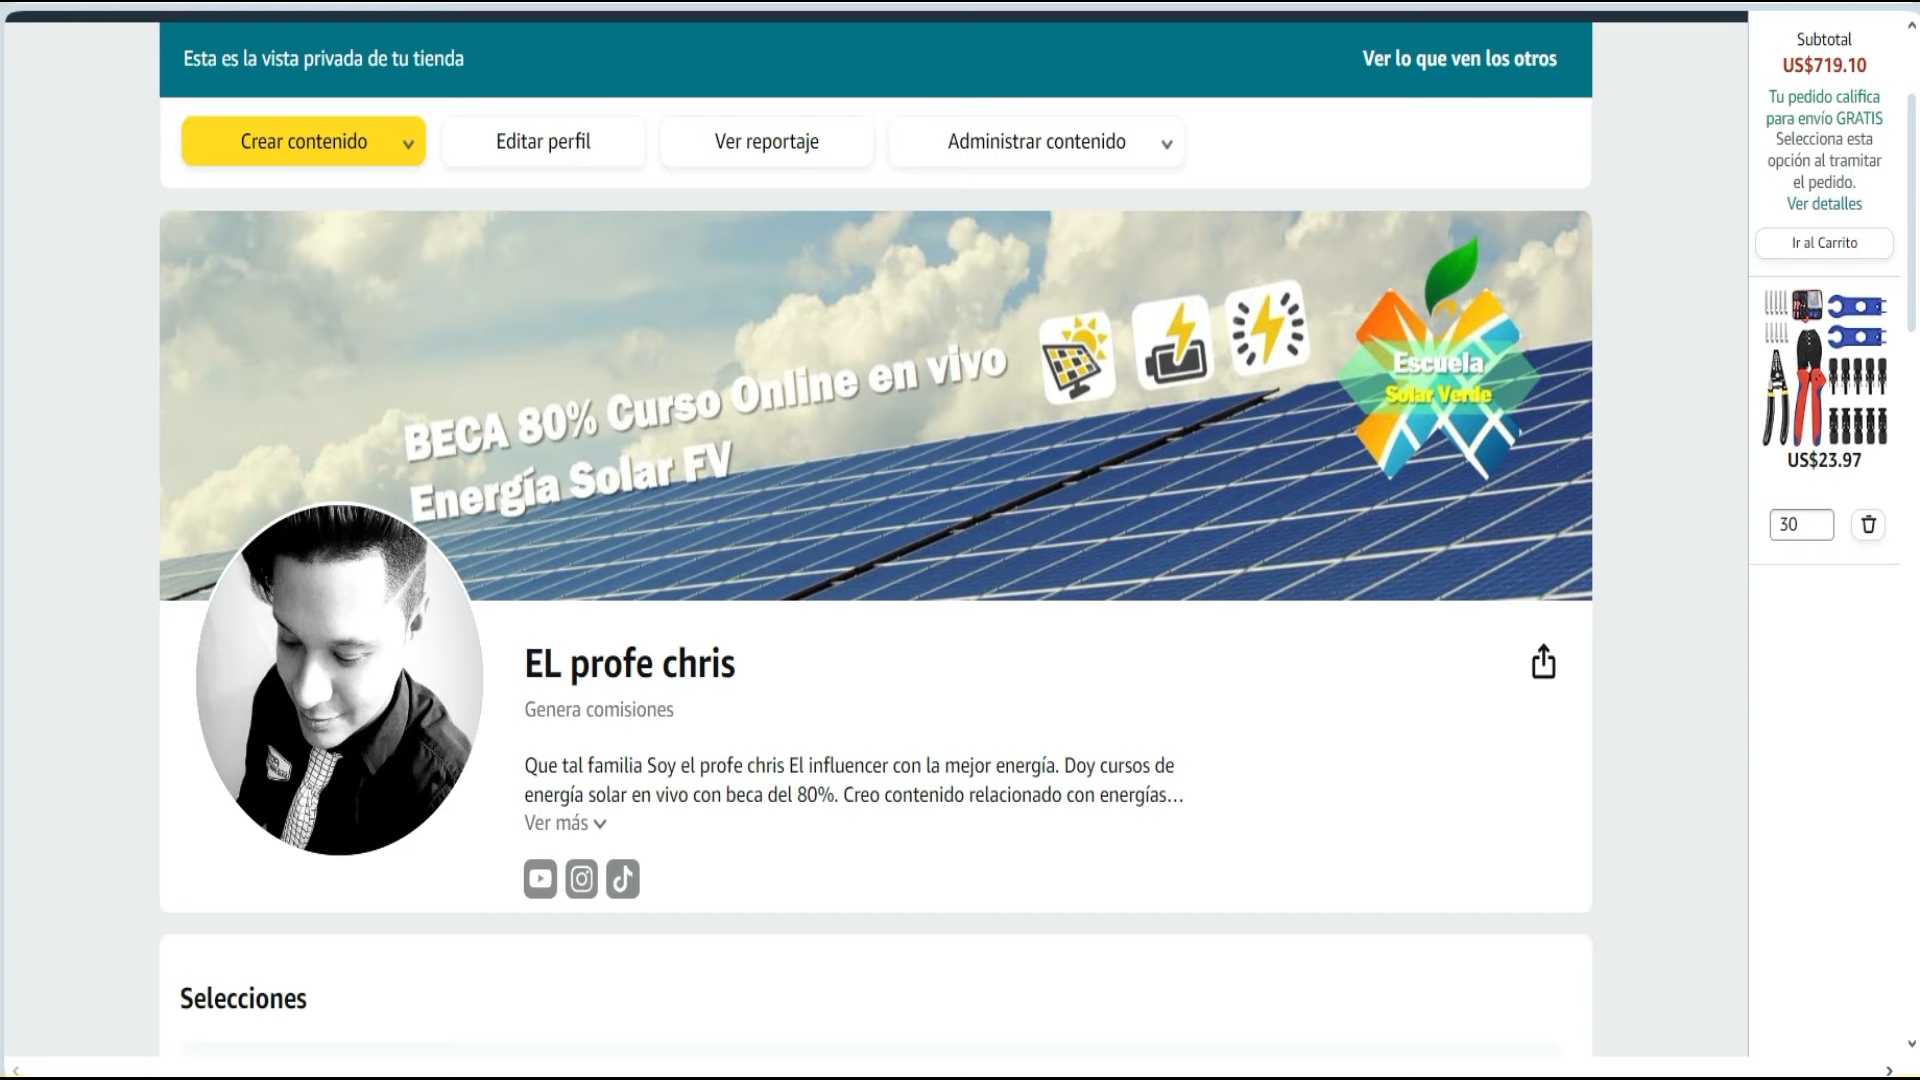 Esta es la vista privada de tu tienda
Ver lo que ven los otros
Crear contenido
Editar perfil
Ver reportaje
Administrar contenido
BECA 80% Curso Online en vivo
Energía Solar FV
Escuela
Solar Verde
EL profe chris
Genera comisiones
Que tal familia Soy el profe chris El influencer con la mejor energía. Doy cursos de
energía solar en vivo con beca del 80%. Creo contenido relacionado con energías...
Ver más
Selecciones
Subtotal
US$719.10
Tu pedido califica
para envío GRATIS
Selecciona esta
opción al tramitar
el pedido.
Ver detalles
Ir al Carrito
US$23.97
30